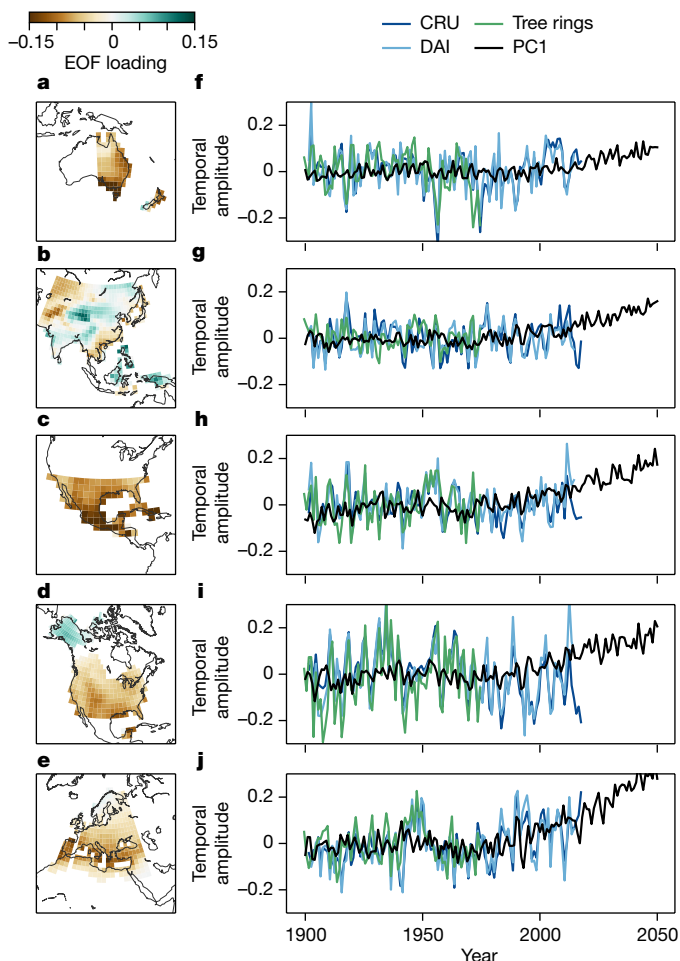 −0.15 0 0.15
EOF loading
CRU Tree rings
DAI PC1
a f
0.2
0
−0.2
Temporal
amplitude
b g
0.2
0
−0.2
Temporal
amplitude
c h
0.2
0
−0.2
Temporal
amplitude
d i
0.2
0
−0.2
Temporal
amplitude
e j
0.2
0
−0.2
Temporal
amplitude
1900 1950 2000 2050
Year